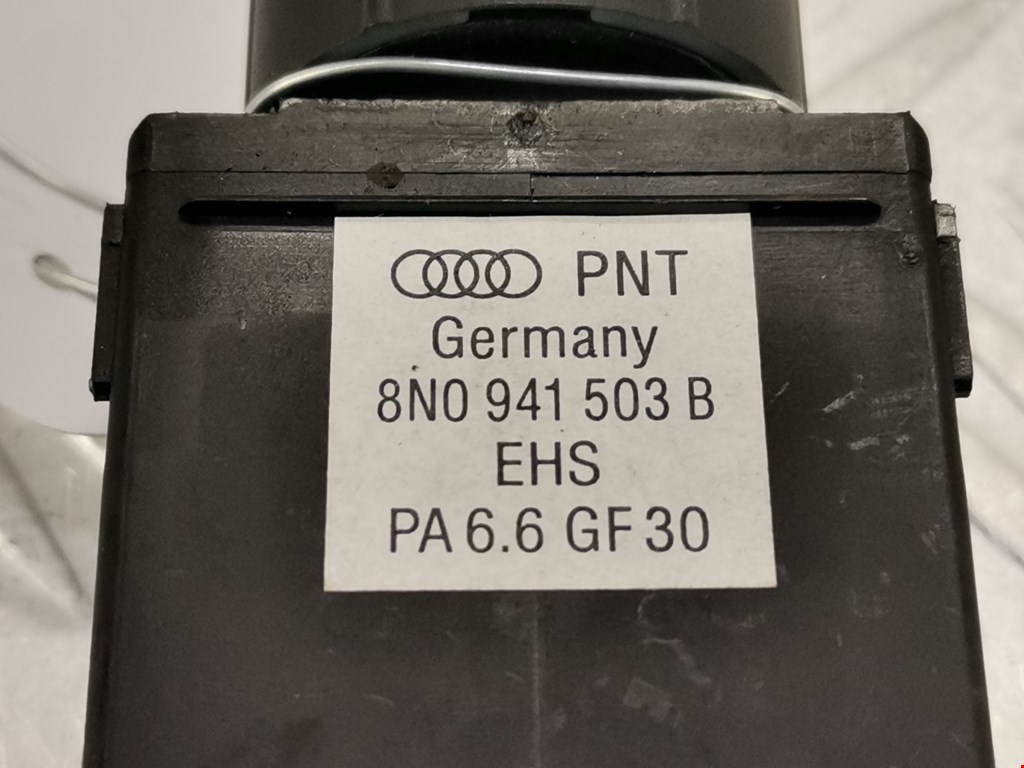 PNT
Germany
8N0 941 503 B
EHS
PA 6.6 GF 30